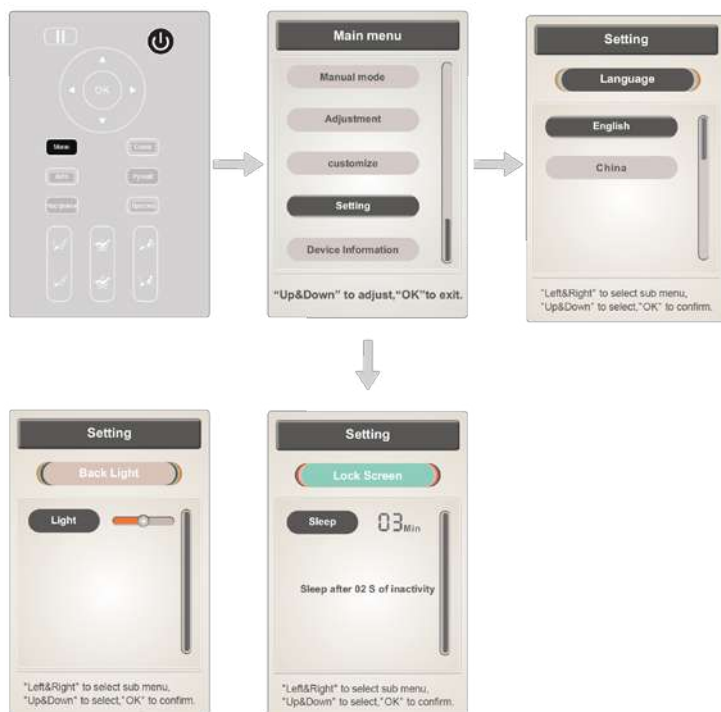 OK
Menu
Main menu
Manual mode
Adjustment
customize
Setting
Device Information
"Up&Down" to adjust,"OK"to exit.
Setting
Language
English
China
"Left&Right" to select sub menu,
"Up&Down" to select,"OK" to confirm.
Setting
Back Light
Light
"Left&Right" to select sub menu,
"Up&Down" to select,"OK" to confirm.
Setting
Lock Screen
Sleep
03 Min
Sleep after 02 S of inactivity
"Left&Right" to select sub menu,
"Up&Down" to select,"OK" to confirm.